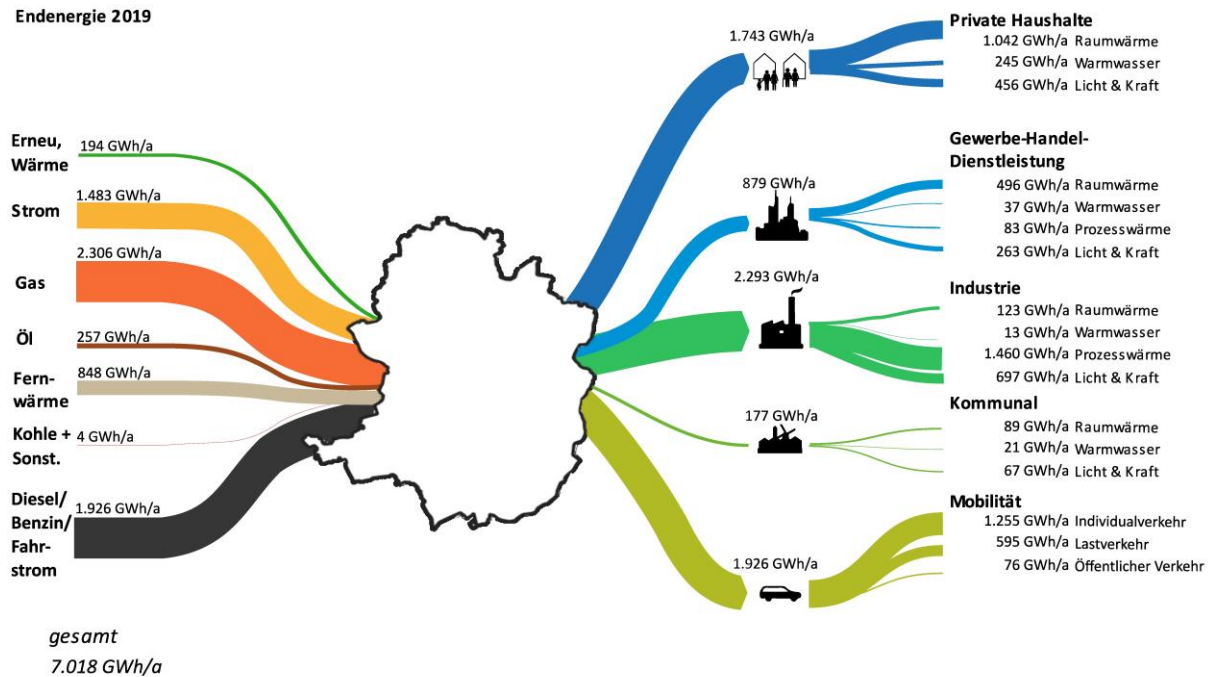 Endenergie 2019
Erneu,
Wärme
194 GWh/a
Strom
1.483 GWh/a
Gas
2.306 GWh/a
Öl
257 GWh/a
Fern-
wärme
848 GWh/a
Kohle +
Sonst.
4 GWh/a
Diesel/
Benzin/
Fahr-
strom
1.926 GWh/a
gesamt
7.018 GWh/a
1.743 GWh/a
Private Haushalte
1.042 GWh/a Raumwärme
245 GWh/a Warmwasser
456 GWh/a Licht & Kraft
879 GWh/a
Gewerbe-Handel-
Dienstleistung
496 GWh/a Raumwärme
37 GWh/a Warmwasser
83 GWh/a Prozesswärme
263 GWh/a Licht & Kraft
2.293 GWh/a
Industrie
123 GWh/a Raumwärme
13 GWh/a Warmwasser
1.460 GWh/a Prozesswärme
697 GWh/a Licht & Kraft
177 GWh/a
Kommunal
89 GWh/a Raumwärme
21 GWh/a Warmwasser
67 GWh/a Licht & Kraft
1.926 GWh/a
Mobilität
1.255 GWh/a Individualverkehr
595 GWh/a Lastverkehr
76 GWh/a Öffentlicher Verkehr